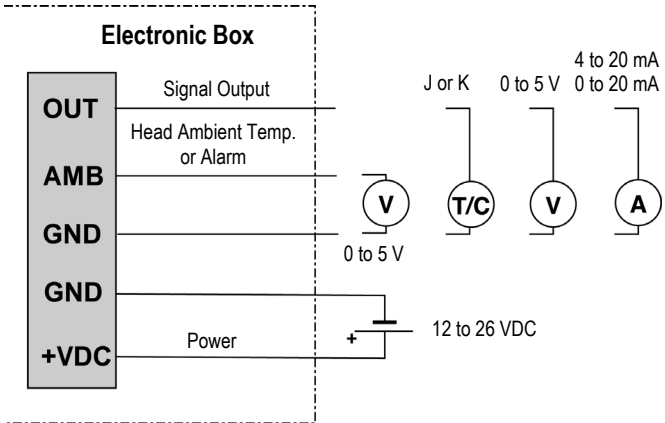 Electronic Box
OUT
Signal Output
Head Ambient Temp.
or Alarm
AMB
GND
GND
+VDC
Power
V
0 to 5 V
J or K
T/C
0 to 5 V
V
4 to 20 mA
0 to 20 mA
A
+
12 to 26 VDC